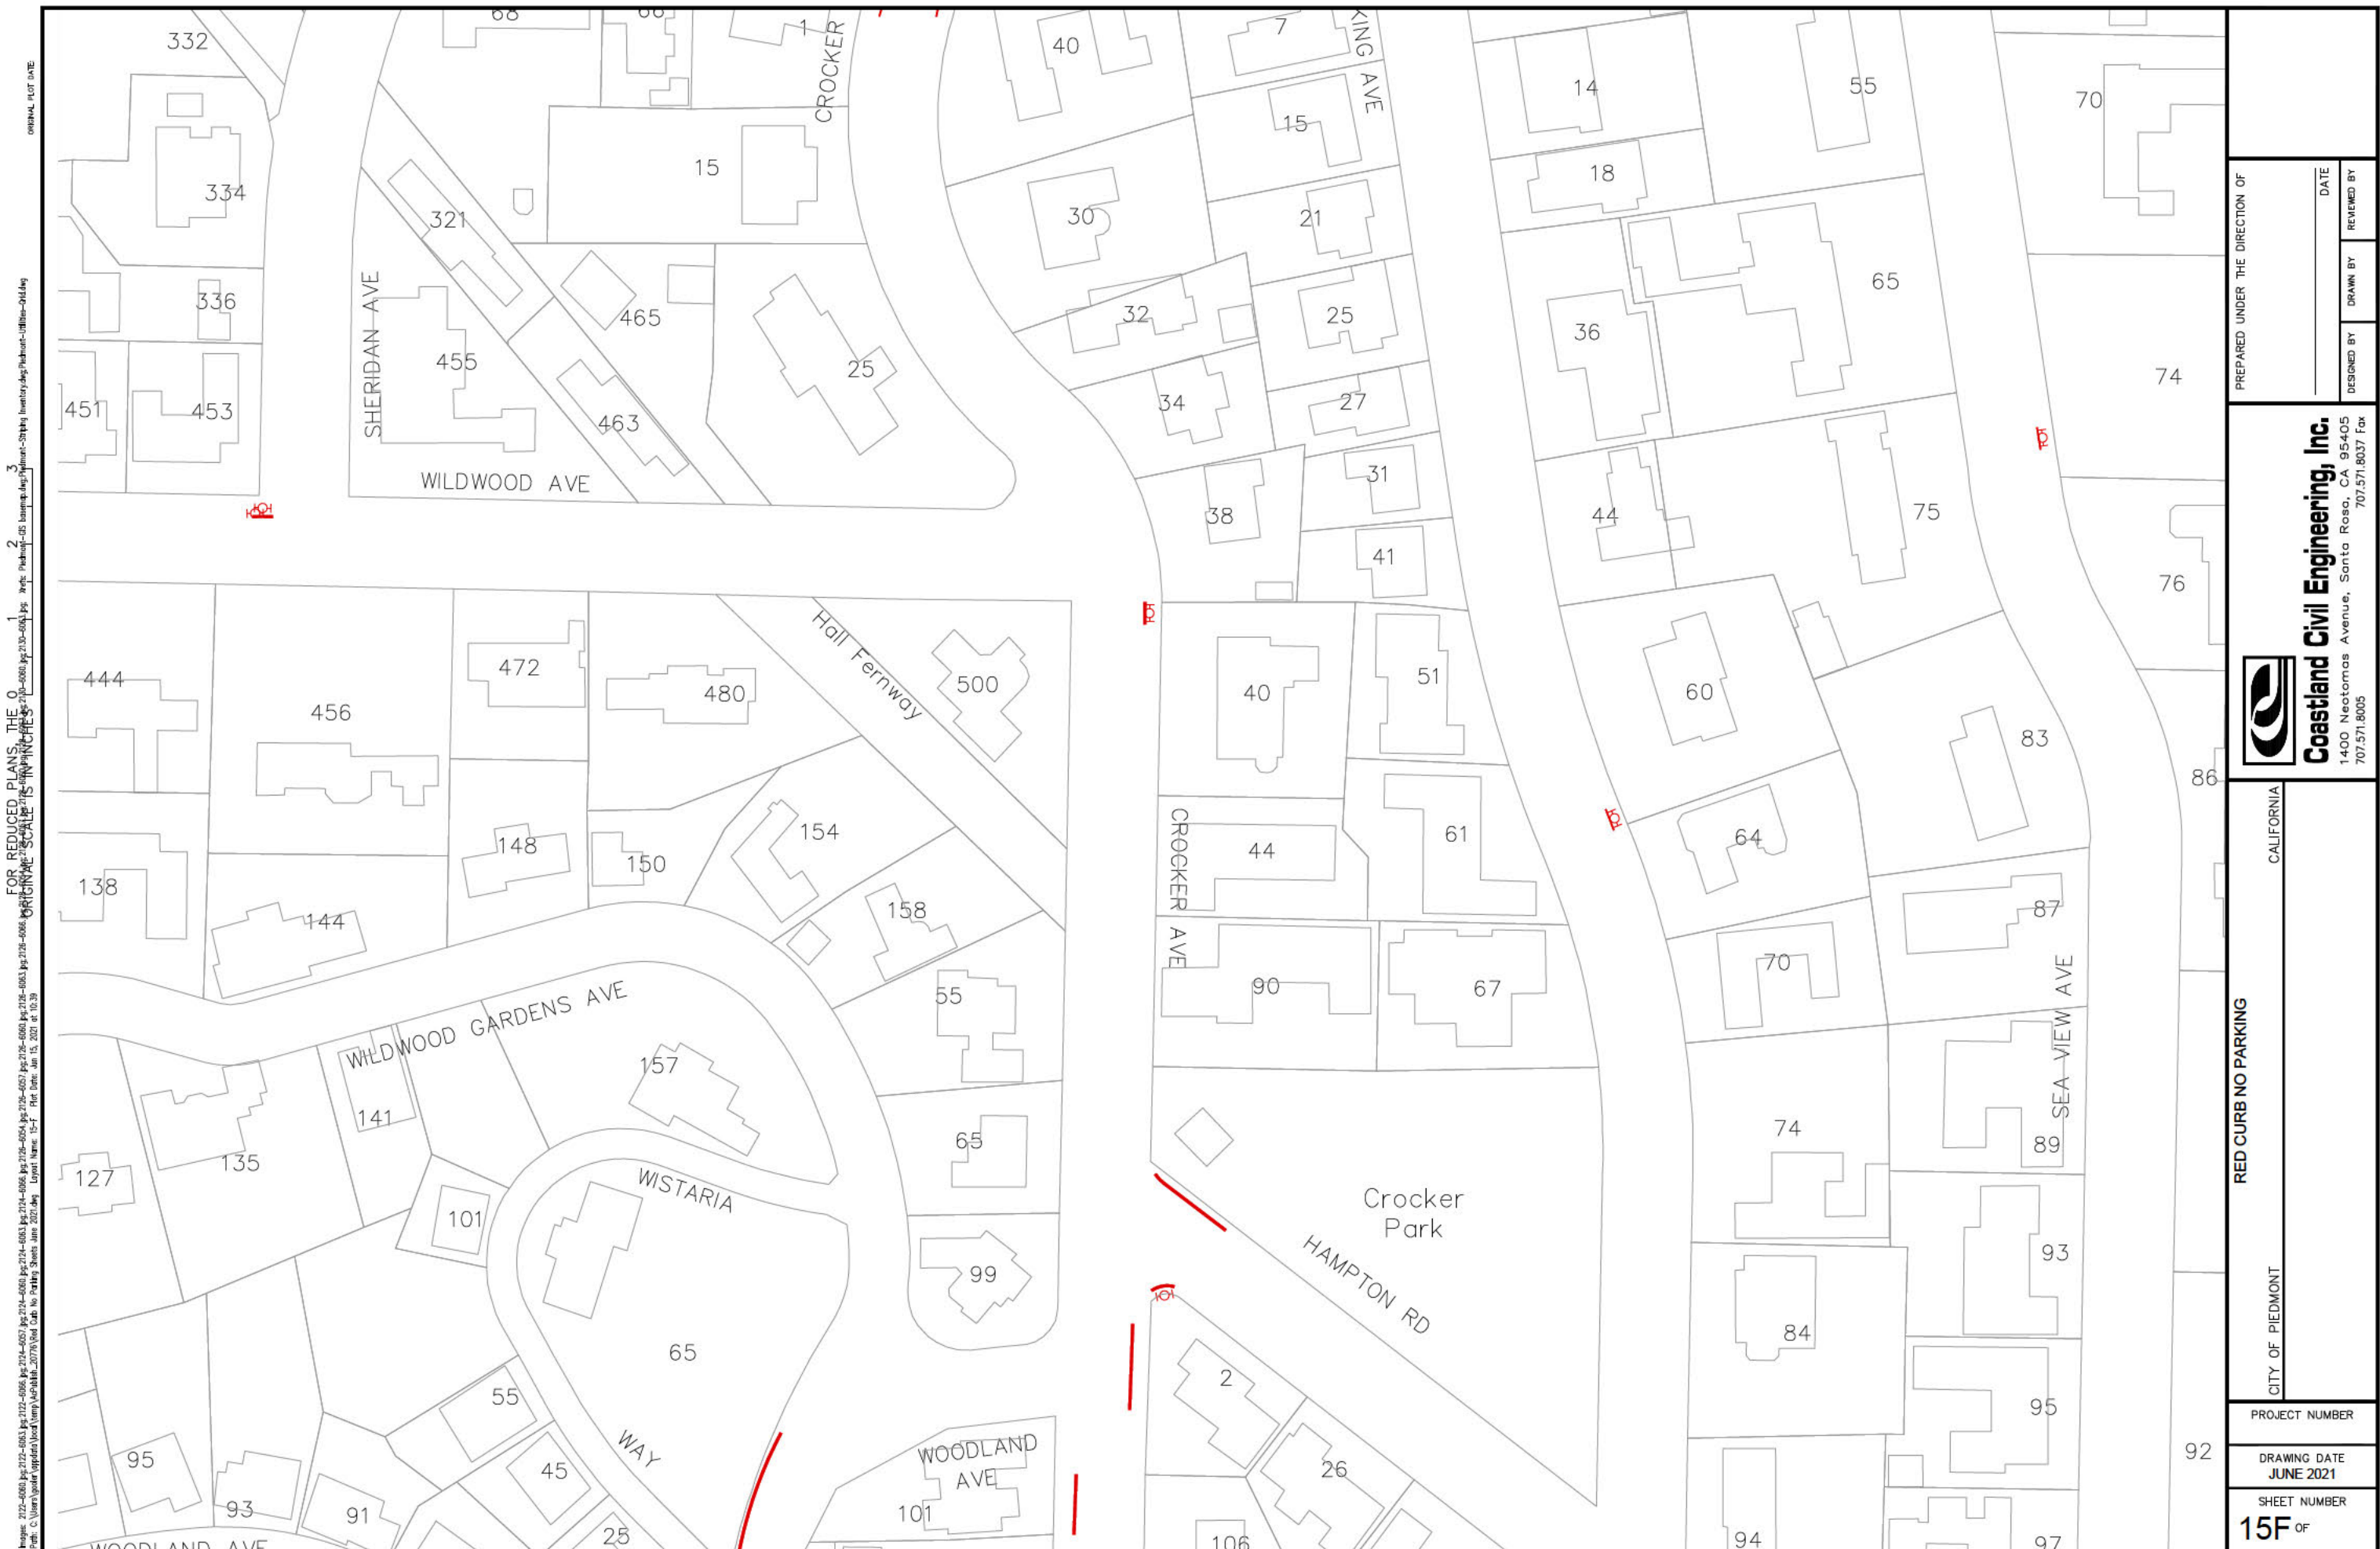 332
68
66
1
CROCKER
40
7
KING AVE
14
55
70
15
15
18
334
321
30
21
65
336
SHERIDAN AVE
465
32
25
36
455
25
74
451
453
463
34
27
WILDWOOD AVE
31
38
44
75
41
76
Hall Fernway
444
472
480
500
40
51
60
456
83
86
154
CROCKER AVE
44
61
64
148
150
138
144
158
87
55
90
67
70
WILDWOOD GARDENS AVE
SEA VIEW AVE
157
141
135
127
65
74
89
WISTARIA WAY
101
Crocker
Park
HAMPTON RD
99
93
84
65
2
55
95
WOODLAND
AVE
45
95
26
92
93
91
101
25
106
94
97
WOODLAND AVE
ORIGINAL PLOT DATE:
FOR REDUCED PLANS, THE
ORIGINAL SCALE IS IN INCHES
0 1 2 3
PREPARED UNDER THE DIRECTION OF
DATE
DESIGNED BY
DRAWN BY
REVIEWED BY
Coastland Civil Engineering, Inc.
1400 Neotomas Avenue, Santa Rosa, CA 95405
707.571.8005
707.571.8037 Fax
RED CURB NO PARKING
CITY OF PIEDMONT
CALIFORNIA
PROJECT NUMBER
DRAWING DATE
JUNE 2021
SHEET NUMBER
15F OF